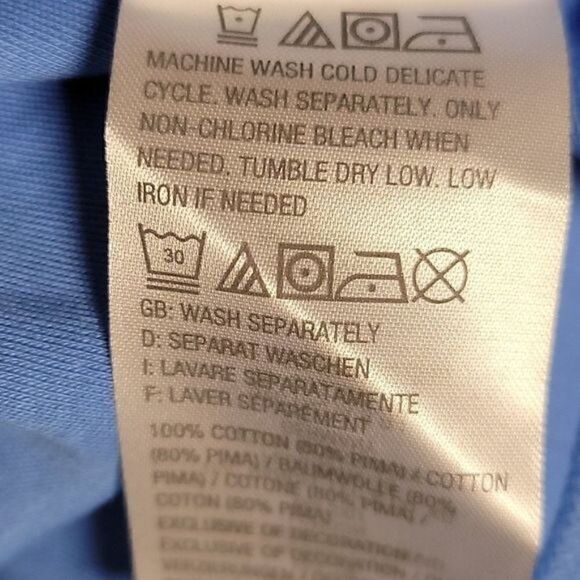 MACHINE WASH COLD DELICATE
CYCLE. WASH SEPARATELY. ONLY
NON-CHLORINE BLEACH WHEN
NEEDED. TUMBLE DRY LOW. LOW
IRON IF NEEDED
30
GB: WASH SEPARATELY
D: SEPARAT WASCHEN
I: LAVARE SEPARATAMENTE
F: LAVER SÉPARÉMENT
100% COTTON (80% PIMA) / COTTON
(80% PIMA) / BAUMWOLLE (80%
PIMA) / COTONE (80% PIMA) /
COTON (80% PIMA)
EXCLUSIVE OF DECORATION
EXCLUSIVE OF DECORATION